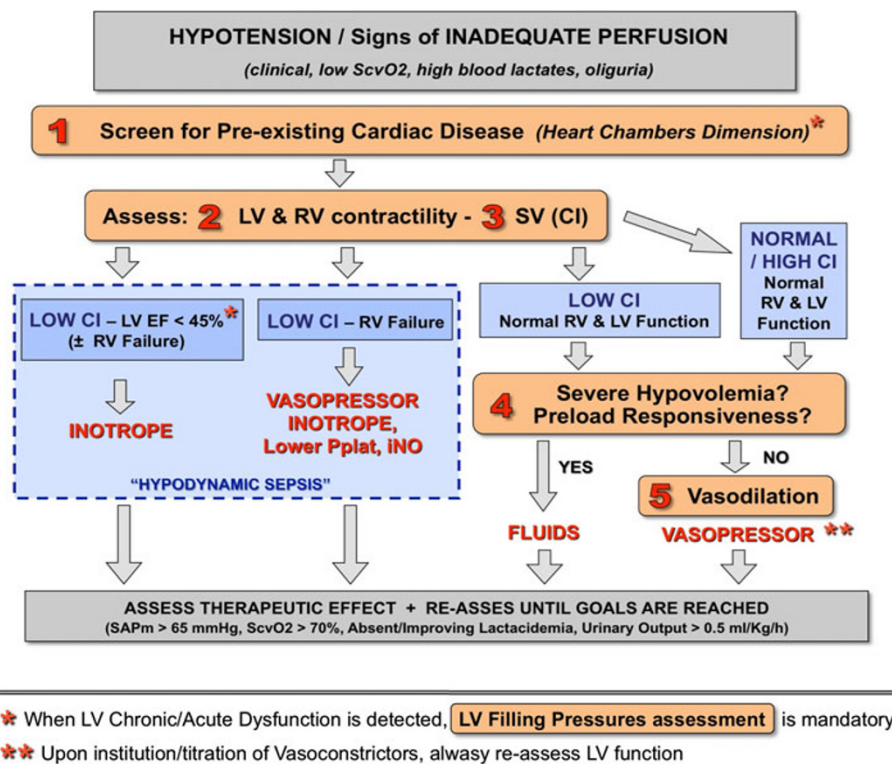 HYPOTENSION / Signs of INADEQUATE PERFUSION
(clinical, low ScvO2, high blood lactates, oliguria)
1 Screen for Pre-existing Cardiac Disease (Heart Chambers Dimension)*
Assess: 2 LV & RV contractility - 3 SV (CI)
LOW CI – LV EF < 45%*
(± RV Failure)
INOTROPE
LOW CI – RV Failure
VASOPRESSOR
INOTROPE,
Lower Pplat, iNO
“HYPODYNAMIC SEPSIS”
LOW CI
Normal RV & LV Function
NORMAL
/ HIGH CI
Normal
RV & LV
Function
4 Severe Hypovolemia?
Preload Responsiveness?
YES
NO
FLUIDS
5 Vasodilation
VASOPRESSOR **
ASSESS THERAPEUTIC EFFECT + RE-ASSES UNTIL GOALS ARE REACHED
(SAPm > 65 mmHg, ScvO2 > 70%, Absent/Improving Lactacidemia, Urinary Output > 0.5 ml/Kg/h)
* When LV Chronic/Acute Dysfunction is detected, LV Filling Pressures assessment is mandatory
** Upon institution/titration of Vasoconstrictors, alwasy re-assess LV function